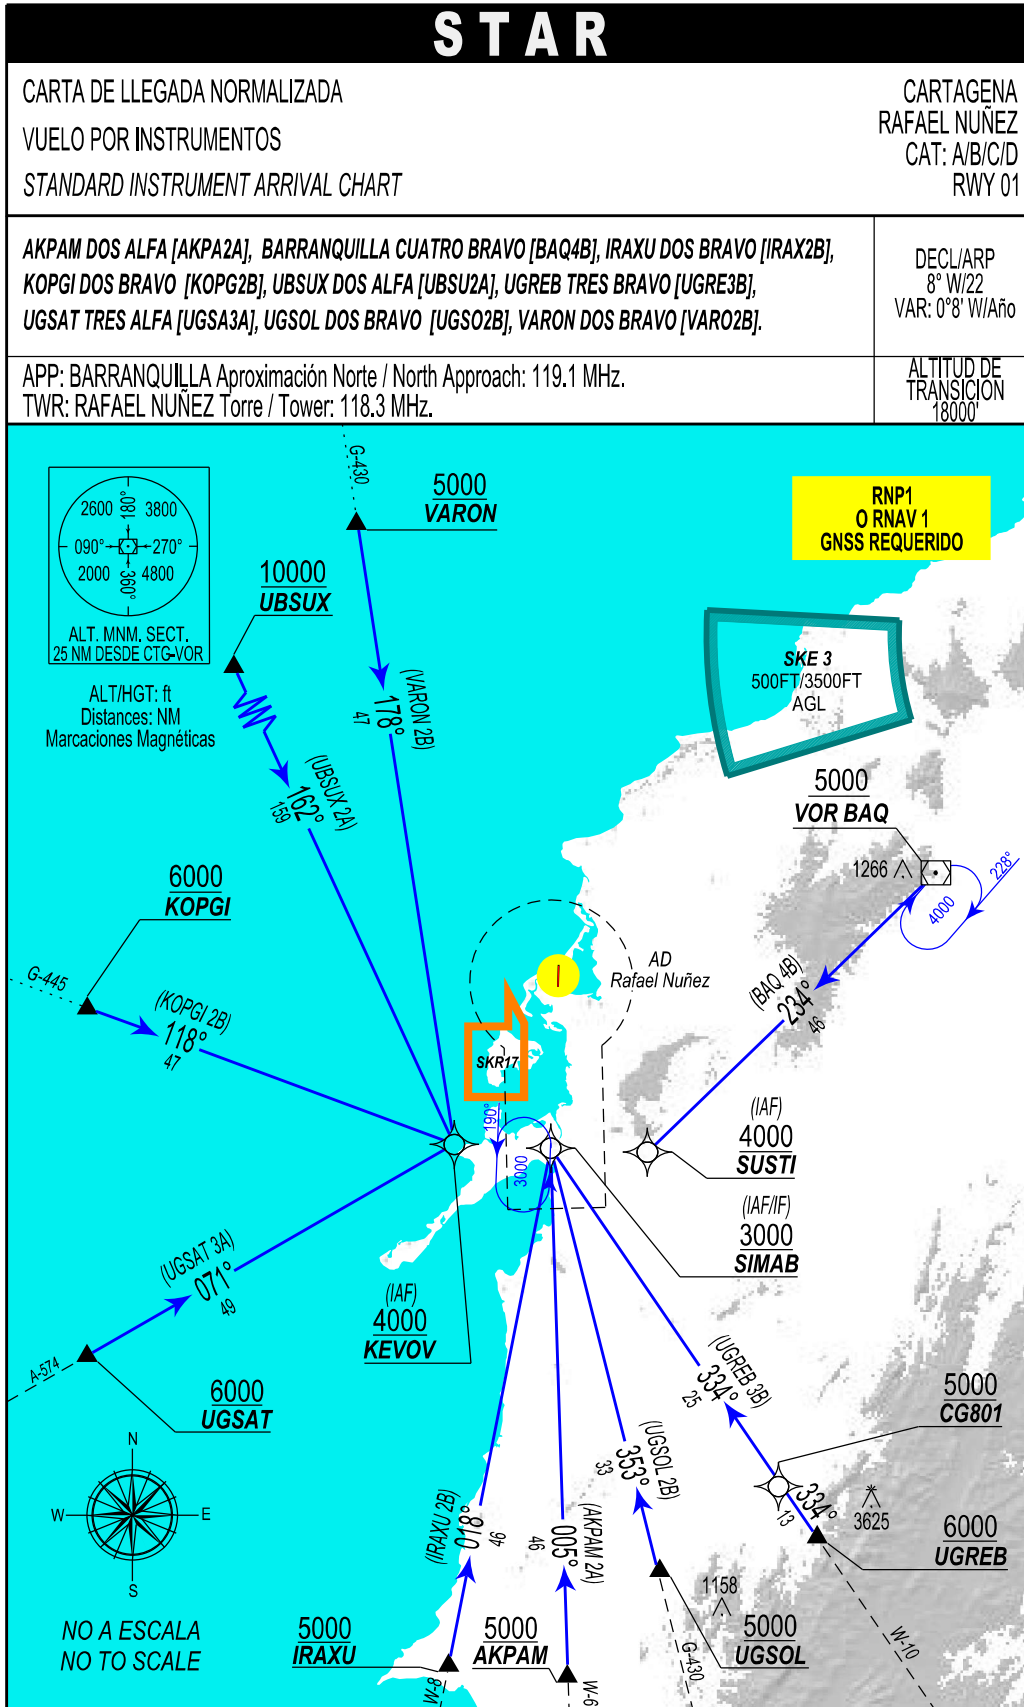 STAR
CARTA DE LLEGADA NORMALIZADA
VUELO POR INSTRUMENTOS
STANDARD INSTRUMENT ARRIVAL CHART
CARTAGENA
RAFAEL NUÑEZ
CAT: A/B/C/D
RWY 01
AKPAM DOS ALFA [AKPA2A], BARRANQUILLA CUATRO BRAVO [BAQ4B], IRAXU DOS BRAVO [IRAX2B],
KOPGI DOS BRAVO [KOPG2B], UBSUX DOS ALFA [UBSU2A], UGREB TRES BRAVO [UGRE3B],
UGSAT TRES ALFA [UGSA3A], UGSOL DOS BRAVO [UGSO2B], VARON DOS BRAVO [VARO2B].
DECL/ARP
8° W/22
VAR: 0°8' W/Año
APP: BARRANQUILLA Aproximación Norte / North Approach: 119.1 MHz.
TWR: RAFAEL NUÑEZ Torre / Tower: 118.3 MHz.
ALTITUD DE
TRANSICION
18000'
G-430
5000
VARON
RNP1
O RNAV 1
GNSS REQUERIDO
2600
180°
3800
090°
270°
2000
360°
4800
ALT. MNM. SECT.
25 NM DESDE CTG-VOR
ALT/HGT: ft
Distances: NM
Marcaciones Magnéticas
10000
UBSUX
SKE 3
500FT/3500FT
AGL
(VARON 2B)
178°
47
(UBSUX 2A)
162°
159
5000
VOR BAQ
1266
4000
228°
6000
KOPGI
G-445
(KOPGI 2B)
118°
47
AD
Rafael Nuñez
(BAQ 4B)
234°
46
SKR17
190°
3000
(IAF)
4000
SUSTI
(IAF/IF)
3000
SIMAB
(UGSAT 3A)
071°
49
(IAF)
4000
KEVOV
A-574
6000
UGSAT
(UGREB 3B)
334°
25
5000
CG801
334°
13
3625
6000
UGREB
N
W
E
S
(IRAXU 2B)
018°
46
(AKPAM 2A)
005°
46
(UGSOL 2B)
353°
33
1158
NO A ESCALA
NO TO SCALE
5000
IRAXU
5000
AKPAM
5000
UGSOL
W-8
W-6
G-430
W-10